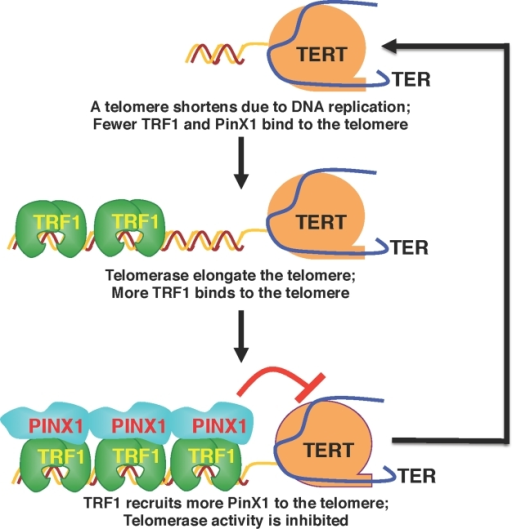 TERT
TER
A telomere shortens due to DNA replication;
Fewer TRF1 and PinX1 bind to the telomere
TRF1 TRF1 TERT
TER
Telomerase elongate the telomere;
More TRF1 binds to the telomere
PINX1 PINX1 PINX1
TRF1 TRF1 TRF1 TERT
TER
TRF1 recruits more PinX1 to the telomere;
Telomerase activity is inhibited